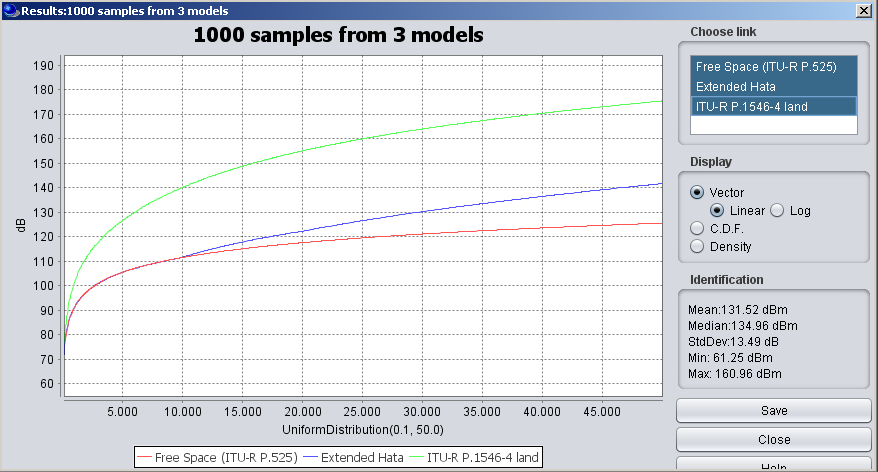 Results:1000 samples from 3 models
1000 samples from 3 models
190
180
170
160
150
140
130
120
110
100
90
80
70
60
dB
5.000 10.000 15.000 20.000 25.000 30.000 35.000 40.000 45.000
UniformDistribution(0.1, 50.0)
Free Space (ITU-R P.525) Extended Hata ITU-R P.1546-4 land
Choose link
Free Space (ITU-R P.525)
Extended Hata
ITU-R P.1546-4 land
Display
Vector
Linear Log
C.D.F.
Density
Identification
Mean:131.52 dBm
Median:134.96 dBm
StdDev:13.49 dB
Min: 61.25 dBm
Max: 160.96 dBm
Save
Close
Help